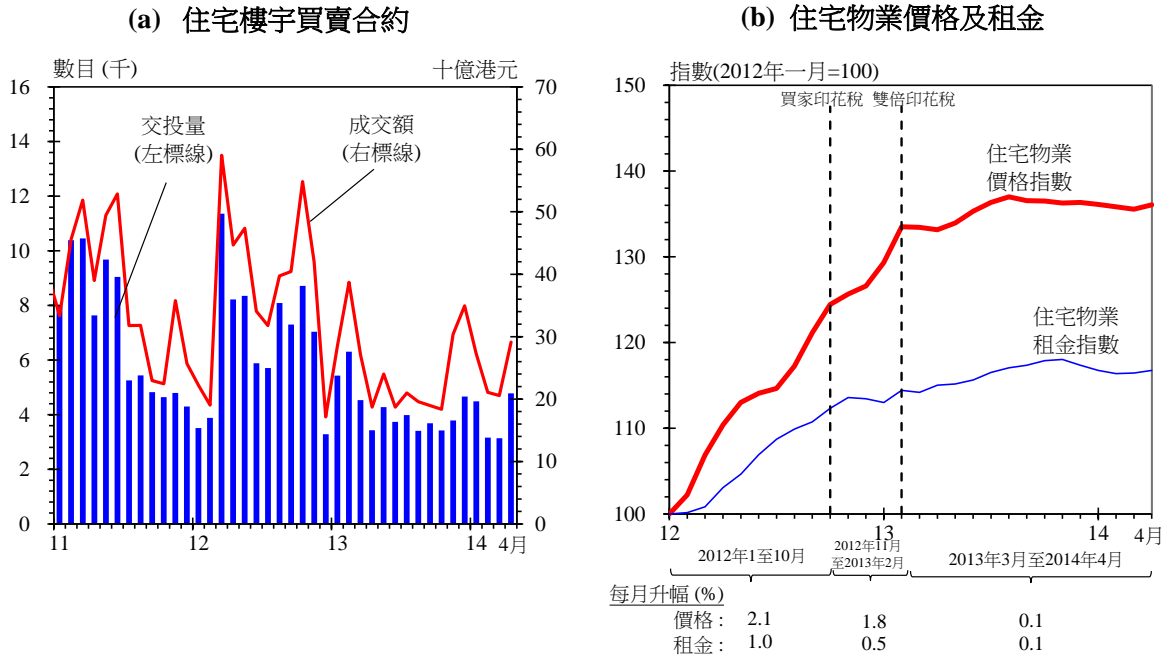 (a) 住宅樓宇買賣合約
數目 (千)
十億港元
16
14
12
10
8
6
4
2
0
70
60
50
40
30
20
10
0
交投量
(左標線)
成交額
(右標線)
11
12
13
14
4月
(b) 住宅物業價格及租金
指數(2012年一月=100)
150
140
130
120
110
100
買家印花稅
雙倍印花稅
住宅物業
價格指數
住宅物業
租金指數
12
13
14
4月
2012年1至10月
2012年11月
至2013年2月
2013年3月至2014年4月
每月升幅 (%)
價格 : 2.1 1.8 0.1
租金 : 1.0 0.5 0.1